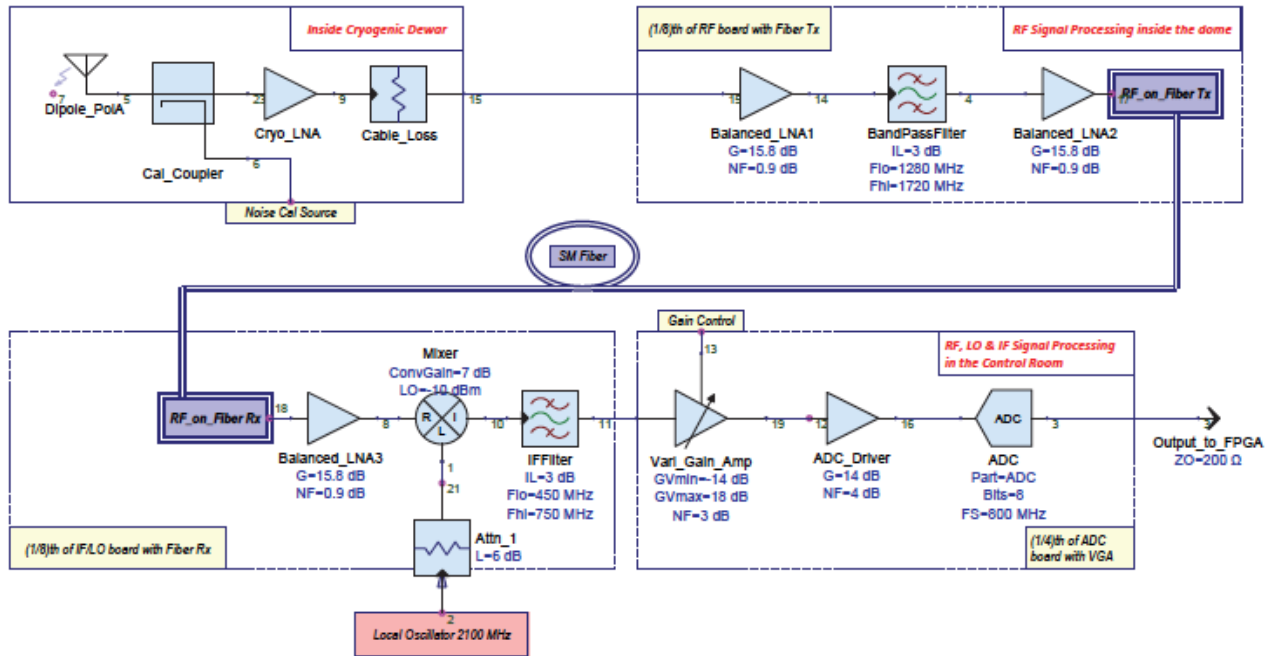 Inside Cryogenic Dewar
(1/8)th of RF board with Fiber Tx
RF Signal Processing inside the dome
7
Dipole_PolA
5
Cal_Coupler
6
Noise Cal Source
23
Cryo_LNA
9
Cable_Loss
15
15
Balanced_LNA1
G=15.8 dB
NF=0.9 dB
14
BandPassFilter
IL=3 dB
Flo=1280 MHz
Fhi=1720 MHz
4
Balanced_LNA2
G=15.8 dB
NF=0.9 dB
17
RF_on_Fiber Tx
SM Fiber
RF_on_Fiber Rx
18
Balanced_LNA3
G=15.8 dB
NF=0.9 dB
8
Mixer
ConvGain=7 dB
LO=-10 dBm
R
I
L
10
1
21
Attn_1
L=6 dB
2
Local Oscillator 2100 MHz
IFFilter
IL=3 dB
Flo=450 MHz
Fhi=750 MHz
11
(1/8)th of IF/LO board with Fiber Rx
Gain Control
13
RF, LO & IF Signal Processing
in the Control Room
Vari_Gain_Amp
GVmin=-14 dB
GVmax=18 dB
NF=3 dB
19
12
ADC_Driver
G=14 dB
NF=4 dB
16
ADC
ADC
Part=ADC
Bits=8
FS=800 MHz
3
(1/4)th of ADC
board with VGA
3
Output_to_FPGA
ZO=200 Ω